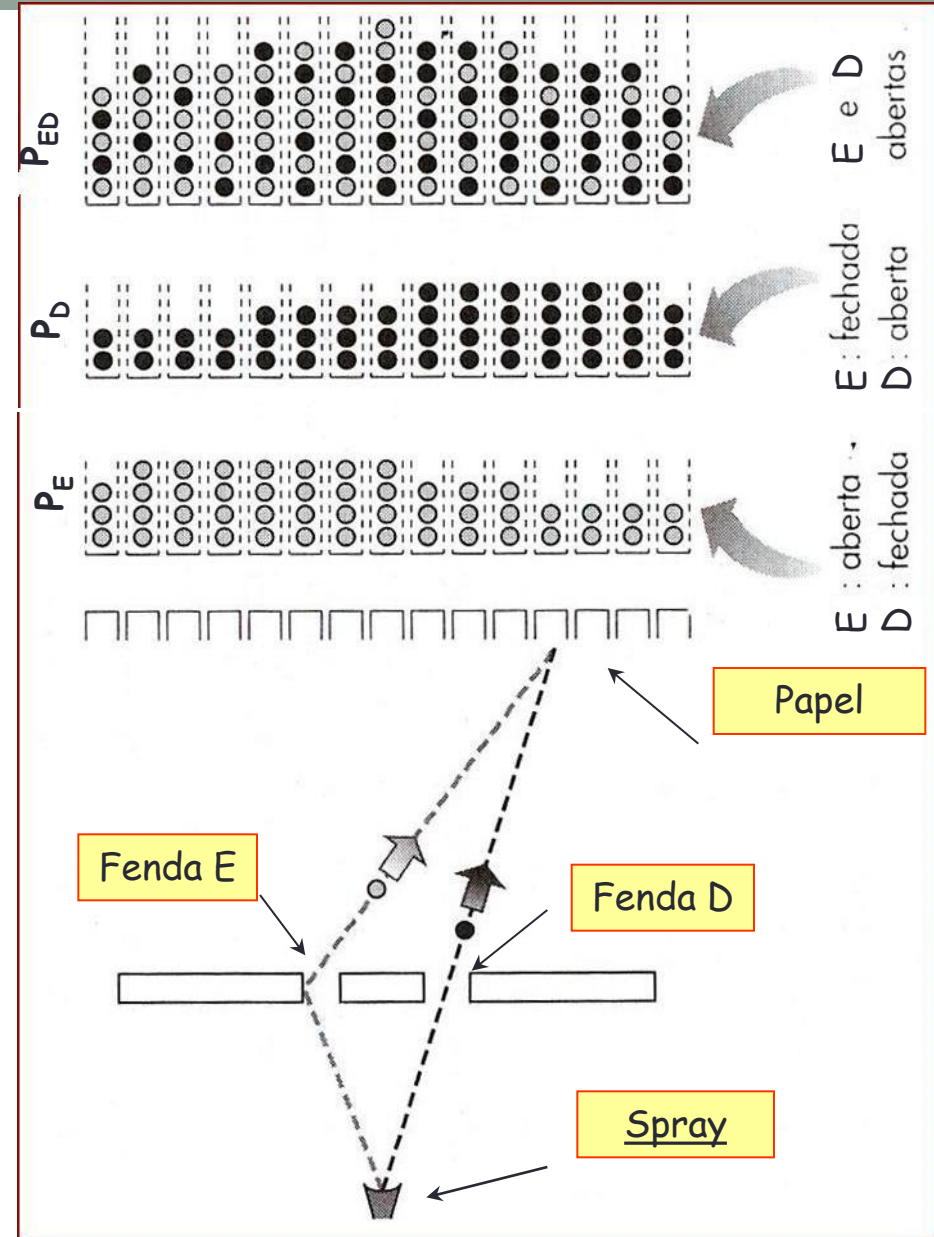 P_ED
E e D
abertas
P_D
E : fechada
D : aberta
P_E
E : aberta
D : fechada
Papel
Fenda E
Fenda D
Spray